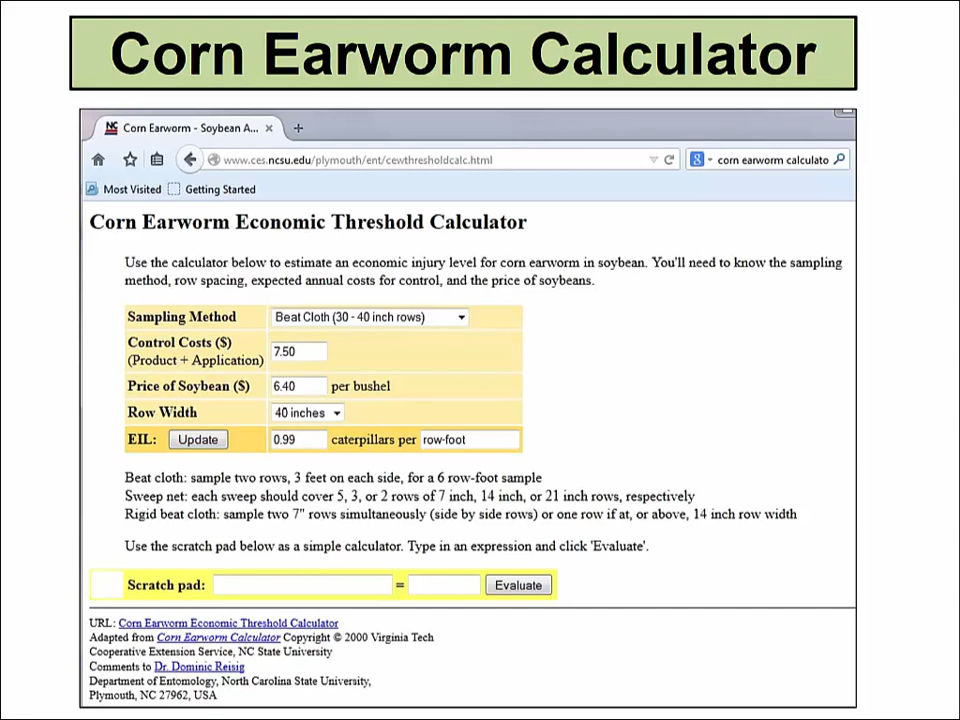 Corn Earworm Calculator
NC Corn Earworm - Soybean A... × +
www.ces.ncsu.edu/plymouth/ent/cewthresholdcalc.html
8 corn earworm calculato
Most Visited Getting Started
Corn Earworm Economic Threshold Calculator
Use the calculator below to estimate an economic injury level for corn earworm in soybean. You'll need to know the sampling
method, row spacing, expected annual costs for control, and the price of soybeans.
Sampling Method Beat Cloth (30 - 40 inch rows)
Control Costs ($)
(Product + Application) 7.50
Price of Soybean ($) 6.40 per bushel
Row Width 40 inches
EIL: Update 0.99 caterpillars per row-foot
Beat cloth: sample two rows, 3 feet on each side, for a 6 row-foot sample
Sweep net: each sweep should cover 5, 3, or 2 rows of 7 inch, 14 inch, or 21 inch rows, respectively
Rigid beat cloth: sample two 7" rows simultaneously (side by side rows) or one row if at, or above, 14 inch row width
Use the scratch pad below as a simple calculator. Type in an expression and click 'Evaluate'.
Scratch pad: = Evaluate
URL: Corn Earworm Economic Threshold Calculator
Adapted from Corn Earworm Calculator Copyright © 2000 Virginia Tech
Cooperative Extension Service, NC State University
Comments to Dr. Dominic Reisig
Department of Entomology, North Carolina State University,
Plymouth, NC 27962, USA